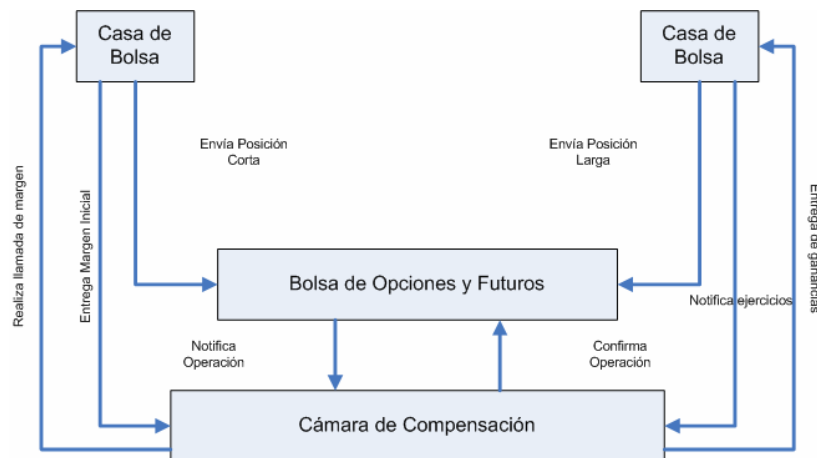 Casa de
Bolsa
Casa de
Bolsa
Envía Posición
Corta
Envía Posición
Larga
Realiza llamada de margen
Entrega Margen Inicial
Entrega de ganancias
Bolsa de Opciones y Futuros
Notifica ejercicios
Notifica
Operación
Confirma
Operación
Cámara de Compensación